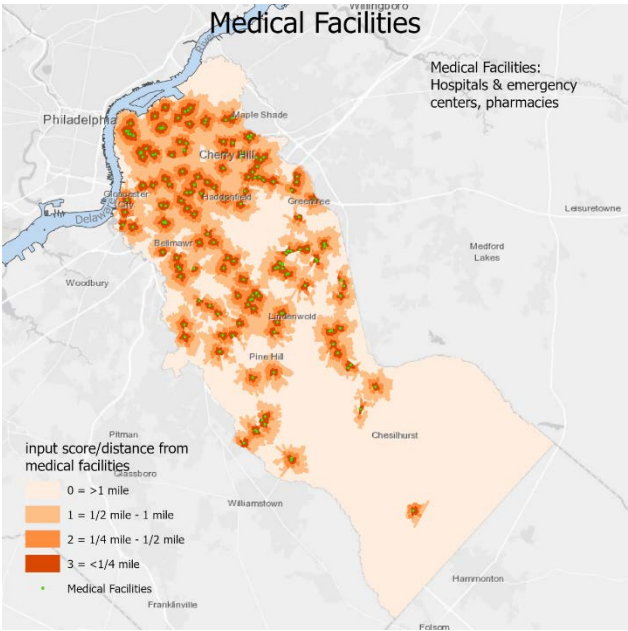 Medical Facilities
Willingboro
River
Medical Facilities:
Hospitals & emergency
centers, pharmacies
Philadelphia
Maple Shade
Cherry Hill
Gloucester
City
Haddonfield
Greentree
Leisuretowne
Delaware
Bellmawr
Medford
Lakes
Woodbury
Lindenwold
Pine Hill
Pitman
Chesilhurst
input score/distance from
medical facilities
Glassboro
0 = >1 mile
1 = 1/2 mile - 1 mile
2 = 1/4 mile - 1/2 mile
3 = <1/4 mile
Medical Facilities
Williamstown
Hammonton
Franklinville
Folsom